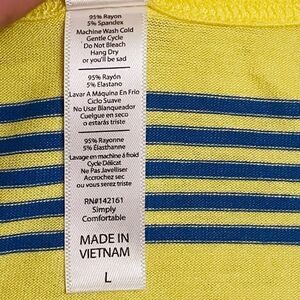 95% Rayon
5% Spandex
Machine Wash Cold
Gentle Cycle
Do Not Bleach
Hang Dry
or you'll be sad
95% Rayón
5% Elastano
Lavar A Máquina En Frío
Ciclo Suave
No Usar Blanqueador
Cuelgue en seco
o estarás triste
95% Rayonne
5% Élasthanne
Lavage en machine à froid
Cycle Délicat
Ne Pas Javelliser
Accrochez sec
ou vous serez triste
RN#142161
Simply
Comfortable
MADE IN
VIETNAM
L